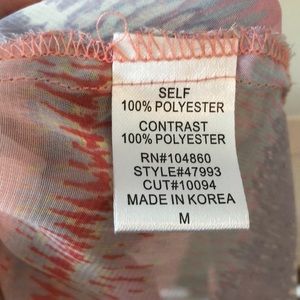 SELF
100% POLYESTER
CONTRAST
100% POLYESTER
RN#104860
STYLE#47993
CUT#10094
MADE IN KOREA
M